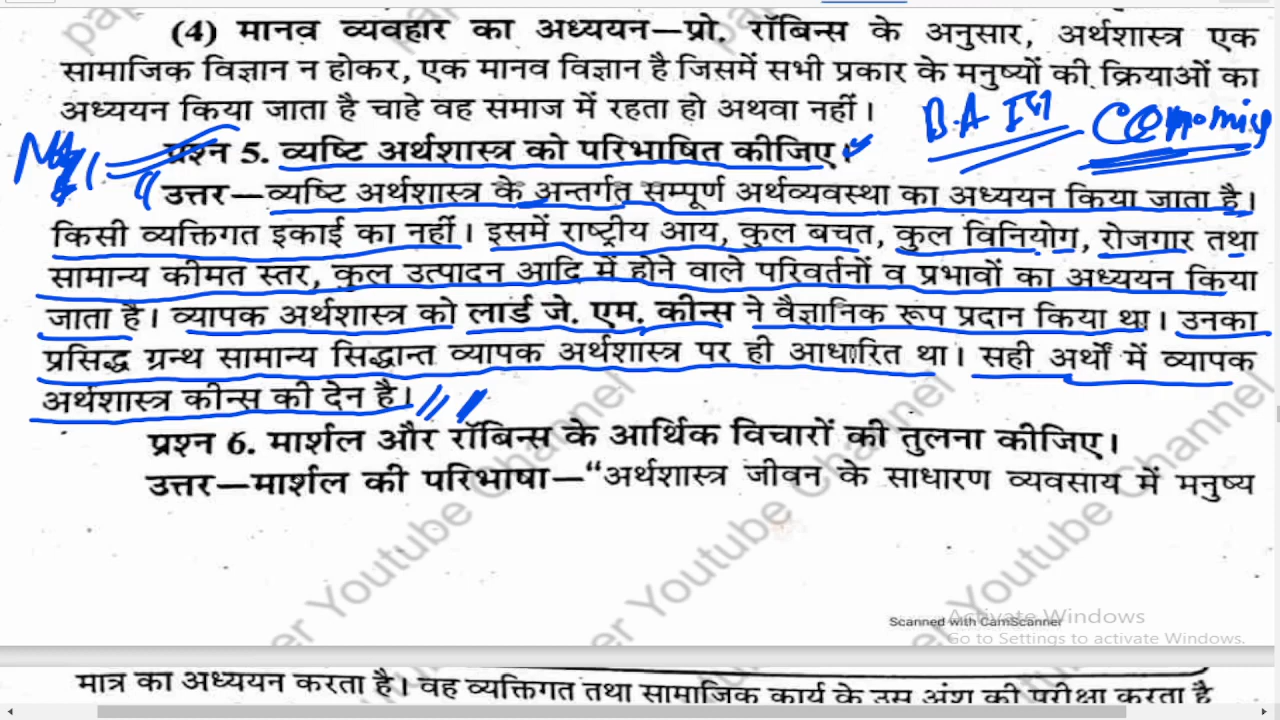 (4) मानव व्यवहार का अध्ययन—प्रो. रॉबिन्स के अनुसार, अर्थशास्त्र एक
सामाजिक विज्ञान न होकर, एक मानव विज्ञान है जिसमें सभी प्रकार के मनुष्यों की क्रियाओं का
अध्ययन किया जाता है चाहे वह समाज में रहता हो अथवा नहीं।
B.A Ist
प्रश्न 5. व्यष्टि अर्थशास्त्र को परिभाषित कीजिए।
उत्तर—व्यष्टि अर्थशास्त्र के अन्तर्गत सम्पूर्ण अर्थव्यवस्था का अध्ययन किया जाता है।
किसी व्यक्तिगत इकाई का नहीं। इसमें राष्ट्रीय आय, कुल बचत, कुल विनियोग, रोजगार तथा
सामान्य कीमत स्तर, कुल उत्पादन आदि में होने वाले परिवर्तनों व प्रभावों का अध्ययन किया
जाता है। व्यापक अर्थशास्त्र को लार्ड जे. एम. कीन्स ने वैज्ञानिक रूप प्रदान किया था। उनका
प्रसिद्ध ग्रन्थ सामान्य सिद्धान्त व्यापक अर्थशास्त्र पर ही आधारित था। सही अर्थों में व्यापक
अर्थशास्त्र कीन्स की देन है।
प्रश्न 6. मार्शल और रॉबिन्स के आर्थिक विचारों की तुलना कीजिए।
उत्तर—मार्शल की परिभाषा—“अर्थशास्त्र जीवन के साधारण व्यवसाय में मनुष्य
Youtube Channel
Youtube Channel
Youtube Channel
Scanned with CamScanner
Activate Windows
Go to Settings to activate Windows.
मात्र का अध्ययन करता है। वह व्यक्तिगत तथा सामाजिक कार्य के उस अंश की परीक्षा करता है